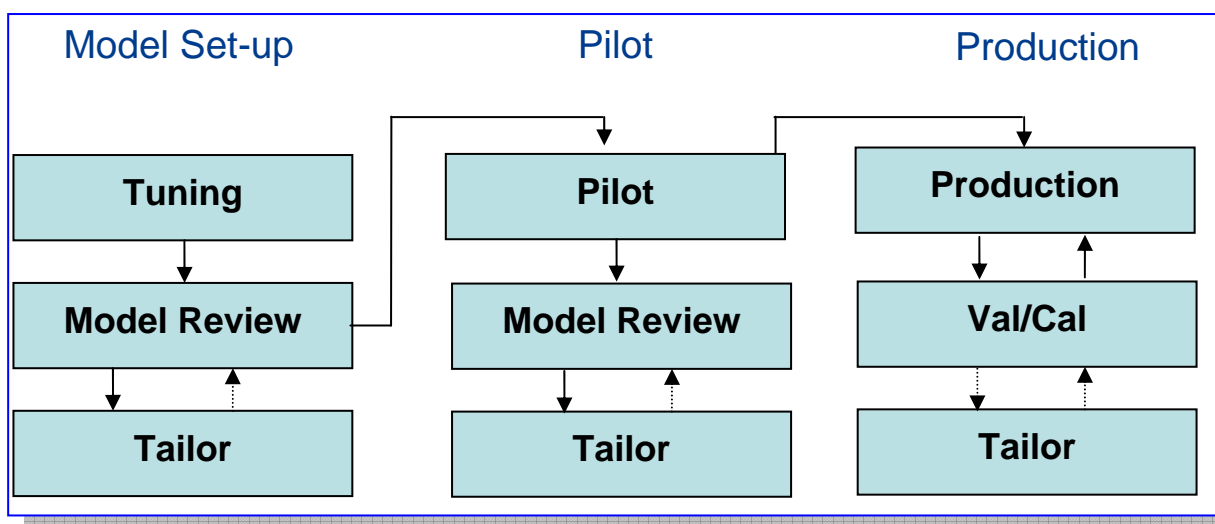 Model Set-up
Pilot
Production
Tuning
Pilot
Production
Model Review
Model Review
Val/Cal
Tailor
Tailor
Tailor